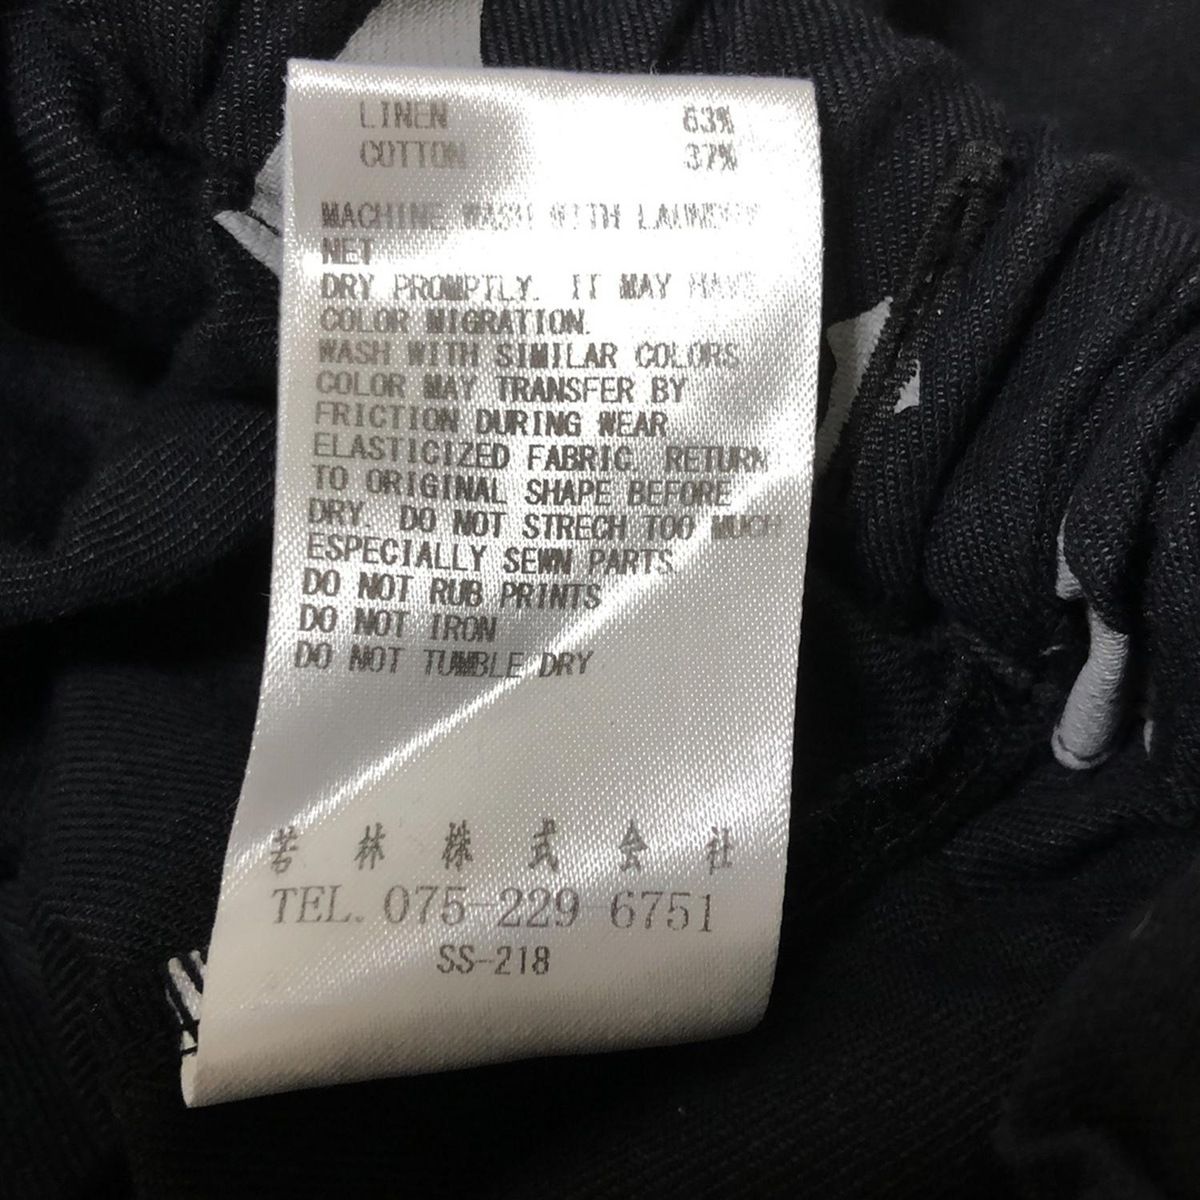 LINEN 63%
COTTON 37%
MACHINE WASH WITH LAUNDRY
NET
DRY PROMPTLY. IT MAY HAVE
COLOR MIGRATION.
WASH WITH SIMILAR COLORS
COLOR MAY TRANSFER BY
FRICTION DURING WEAR
ELASTICIZED FABRIC. RETURN
TO ORIGINAL SHAPE BEFORE
DRY. DO NOT STRECH TOO MUCH
ESPECIALLY SEWN PARTS
DO NOT RUB PRINTS
DO NOT IRON
DO NOT TUMBLE DRY
若林株式会社
TEL. 075-229-6751
SS-218